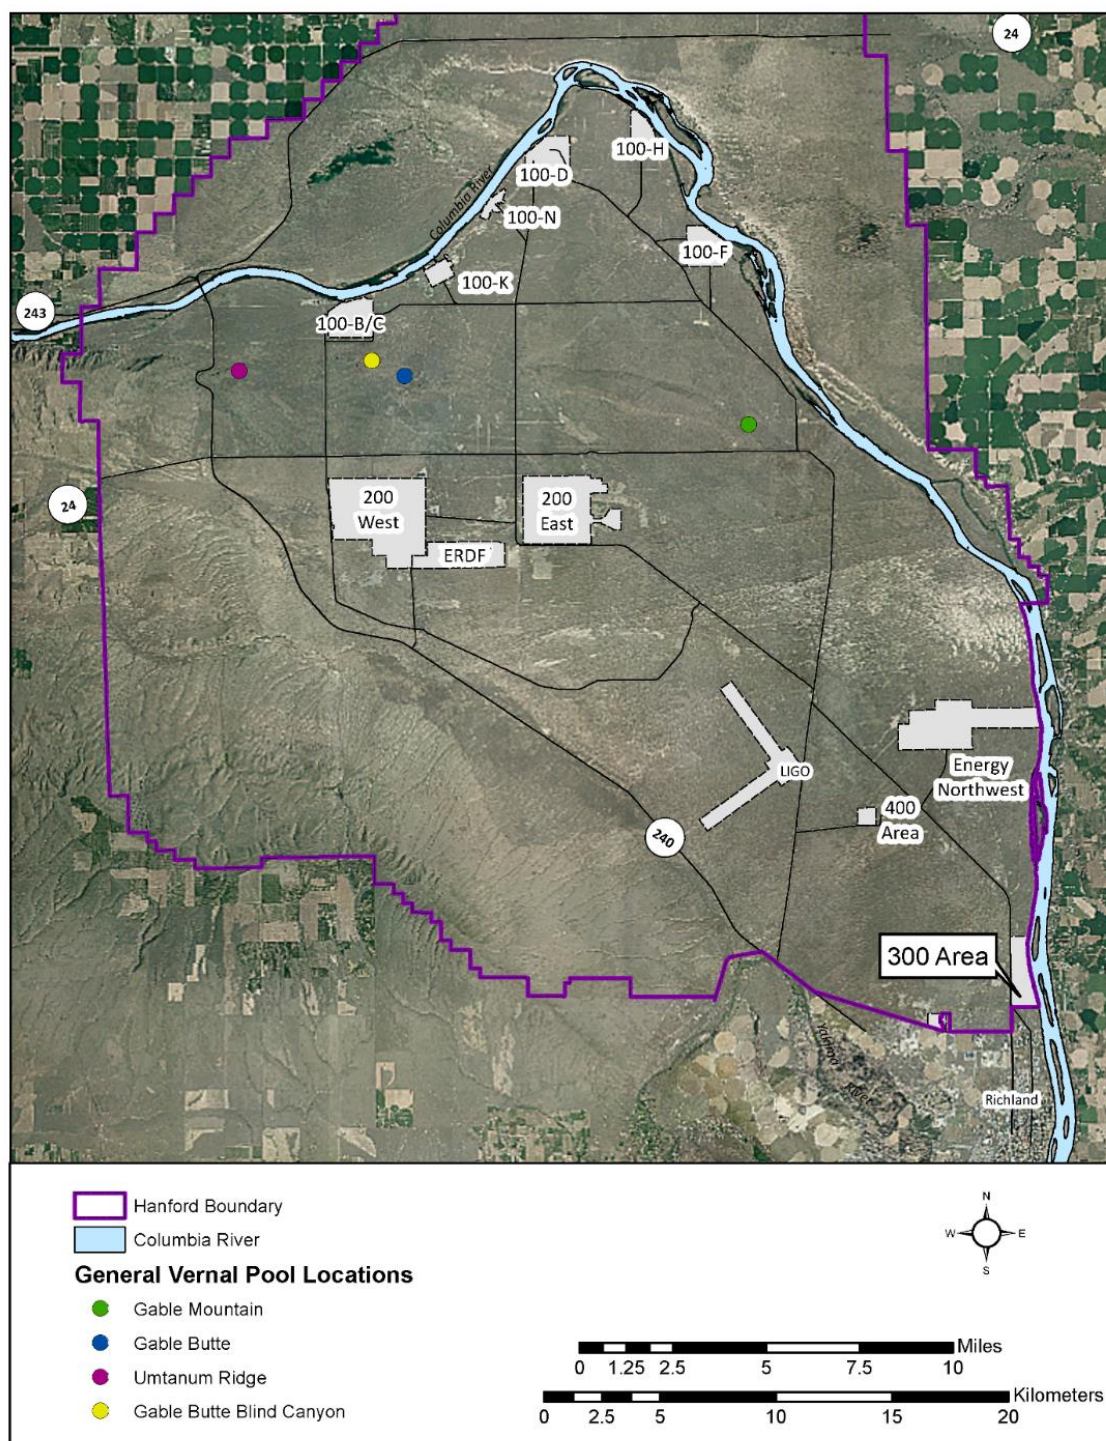 24
100-H
100-D
Columbia River
100-N
100-F
100-K
243
100-B/C
24
200
West
200
East
ERDF
LIGO
Energy
Northwest
400
Area
240
300 Area
Yakima
River
Richland
Hanford Boundary
Columbia River
General Vernal Pool Locations
Gable Mountain
Gable Butte
Umtanum Ridge
Gable Butte Blind Canyon
N
W E
S
Miles
0 1.25 2.5 5 7.5 10
Kilometers
0 2.5 5 10 15 20